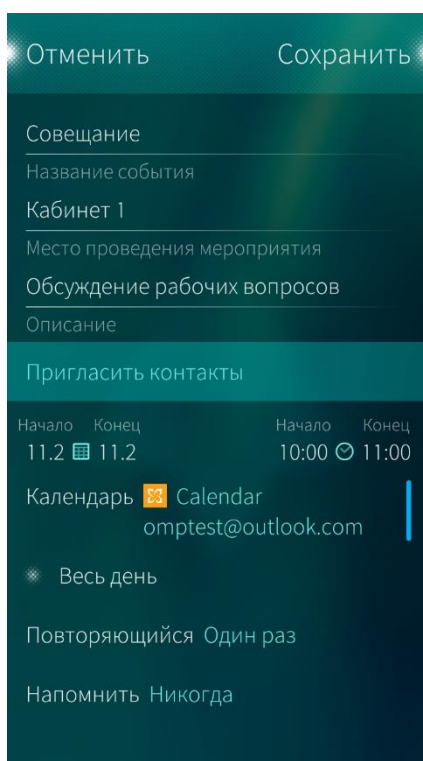 Отменить Сохранить
Совещание
Название события
Кабинет 1
Место проведения мероприятия
Обсуждение рабочих вопросов
Описание
Пригласить контакты
Начало Конец Начало Конец
11.2 11.2 10:00 11:00
Календарь Calendar
omptest@outlook.com
Весь день
Повторяющийся Один раз
Напомнить Никогда